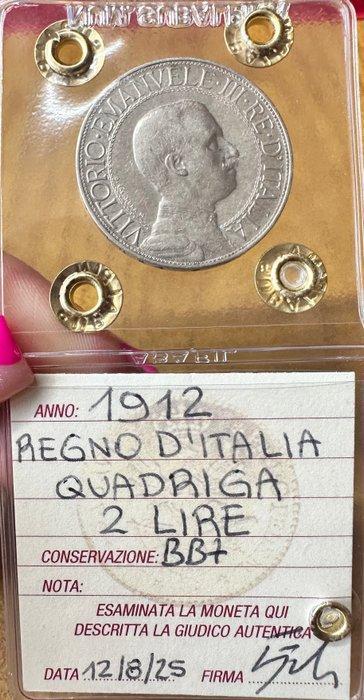 VITTORIO·EMANVELE·III·RE·D'ITALIA
ANNO: 1912
REGNO D'ITALIA
QUADRIGA
2 LIRE
CONSERVAZIONE: BB+
NOTA:
ESAMINATA LA MONETA QUI
DESCRITTA LA GIUDICO AUTENTICA
DATA 12/8/25 FIRMA